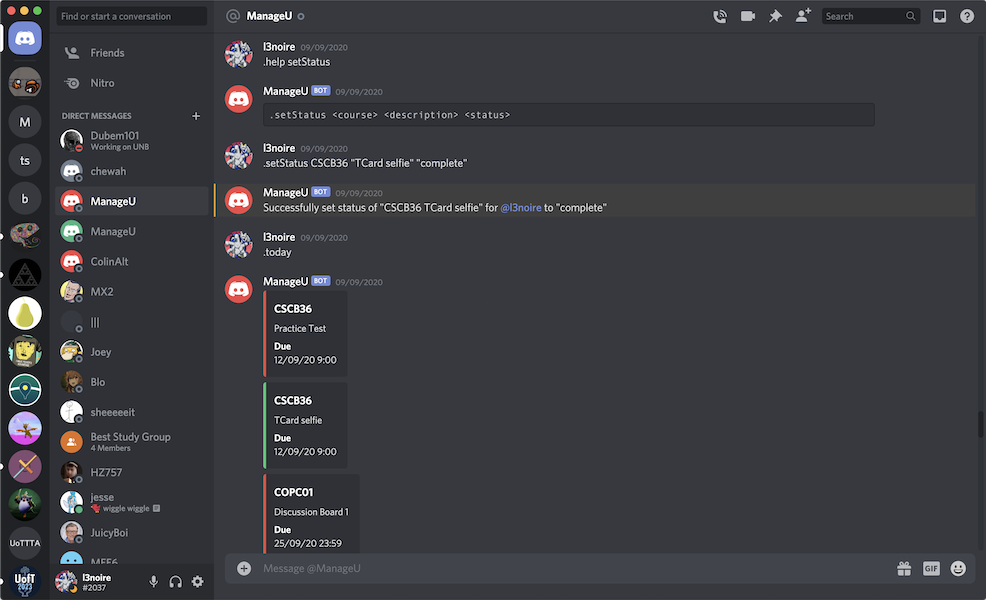 Find or start a conversation
Friends
Nitro
DIRECT MESSAGES
Dubem101
Working on UNB
chewah
ManageU
ManageU
ColinAlt
MX2
|||
Joey
Blo
sheeeeeit
Best Study Group
4 Members
HZ757
jesse
wiggle wiggle
JuicyBoi
MFF6
l3noire
#2037
M
ts
b
UoTTTA
UofT
2023
@ ManageU
Search
l3noire 09/09/2020
.help setStatus
ManageU BOT 09/09/2020
.setStatus <course> <description> <status>
l3noire 09/09/2020
.setStatus CSCB36 "TCard selfie" "complete"
ManageU BOT 09/09/2020
Successfully set status of "CSCB36 TCard selfie" for @l3noire to "complete"
l3noire 09/09/2020
.today
ManageU BOT 09/09/2020
CSCB36
Practice Test
Due
12/09/20 9:00
CSCB36
TCard selfie
Due
12/09/20 9:00
COPC01
Discussion Board 1
Due
25/09/20 23:59
Message @ManageU
GIF